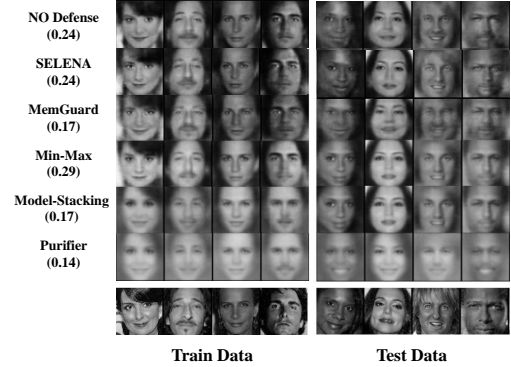 NO Defense
(0.24)
SELENA
(0.24)
MemGuard
(0.17)
Min-Max
(0.29)
Model-Stacking
(0.17)
Purifier
(0.14)
Train Data
Test Data